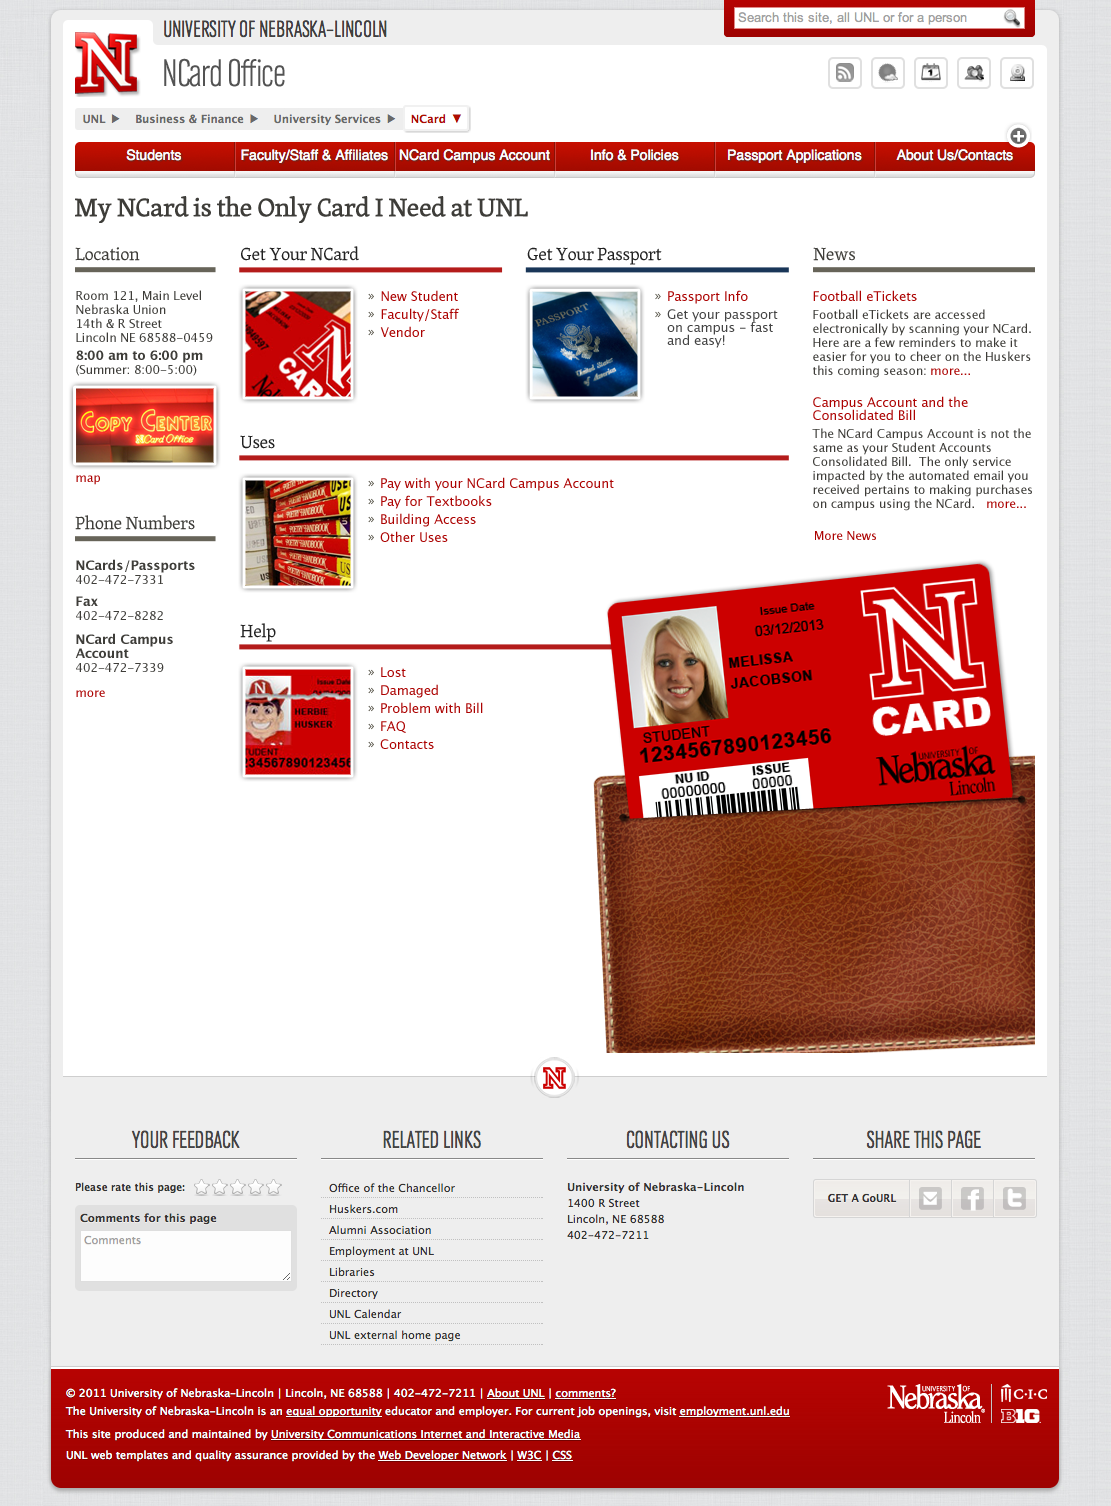 UNIVERSITY OF NEBRASKA–LINCOLN
Search this site, all UNL or for a person
N
NCard Office
1
UNL
Business & Finance
University Services
NCard
Students
Faculty/Staff & Affiliates
NCard Campus Account
Info & Policies
Passport Applications
About Us/Contacts
My NCard is the Only Card I Need at UNL
Location
Room 121, Main Level
Nebraska Union
14th & R Street
Lincoln NE 68588-0459
8:00 am to 6:00 pm
(Summer: 8:00-5:00)
COPY CENTER
NCard Office
map
Phone Numbers
NCards/Passports
402-472-7331
Fax
402-472-8282
NCard Campus
Account
402-472-7339
more
Get Your NCard
N
CARD
» New Student
» Faculty/Staff
» Vendor
Get Your Passport
PASSPORT
United States
of America
» Passport Info
» Get your passport
on campus - fast
and easy!
Uses
POETRY HANDBOOK
POETRY HANDBOOK
POETRY HANDBOOK
POETRY HANDBOOK
» Pay with your NCard Campus Account
» Pay for Textbooks
» Building Access
» Other Uses
Help
N
Issue Date
HERBIE
HUSKER
STUDENT
1234567890123456
» Lost
» Damaged
» Problem with Bill
» FAQ
» Contacts
News
Football eTickets
Football eTickets are accessed
electronically by scanning your NCard.
Here are a few reminders to make it
easier for you to cheer on the Huskers
this coming season: more...
Campus Account and the
Consolidated Bill
The NCard Campus Account is not the
same as your Student Accounts
Consolidated Bill. The only service
impacted by the automated email you
received pertains to making purchases
on campus using the NCard. more...
More News
Issue Date
03/12/2013
MELISSA
JACOBSON
N
CARD
STUDENT
1234567890123456
NU ID
00000000
ISSUE
00000
UNIVERSITY OF
Nebraska
Lincoln
N
YOUR FEEDBACK
Please rate this page:
Comments for this page
Comments
RELATED LINKS
Office of the Chancellor
Huskers.com
Alumni Association
Employment at UNL
Libraries
Directory
UNL Calendar
UNL external home page
CONTACTING US
University of Nebraska–Lincoln
1400 R Street
Lincoln, NE 68588
402-472-7211
SHARE THIS PAGE
GET A GoURL
f
t
© 2011 University of Nebraska–Lincoln | Lincoln, NE 68588 | 402-472-7211 | About UNL | comments?
The University of Nebraska–Lincoln is an equal opportunity educator and employer. For current job openings, visit employment.unl.edu
This site produced and maintained by University Communications Internet and Interactive Media
UNL web templates and quality assurance provided by the Web Developer Network | W3C | CSS
UNIVERSITY OF
Nebraska
Lincoln
C·I·C
B1G